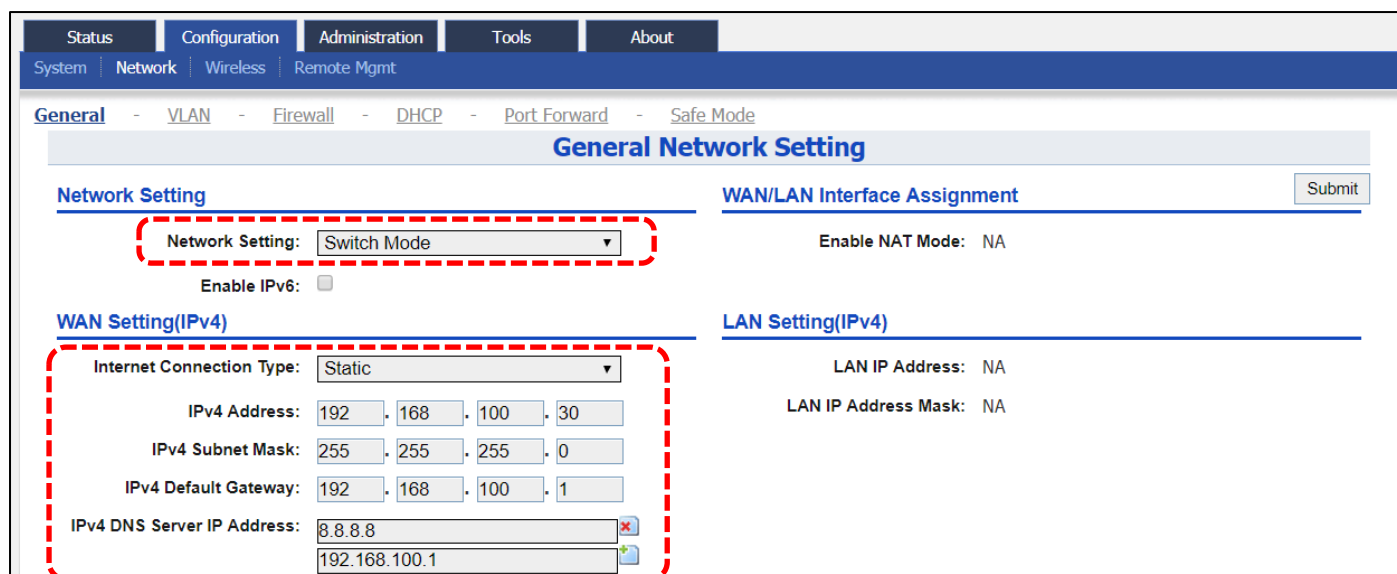 Status Configuration Administration Tools About
System Network Wireless Remote Mgmt
General - VLAN - Firewall - DHCP - Port Forward - Safe Mode
General Network Setting
Network Setting
WAN/LAN Interface Assignment Submit
Network Setting: Switch Mode
Enable NAT Mode: NA
Enable IPv6:
WAN Setting(IPv4)
LAN Setting(IPv4)
Internet Connection Type: Static
LAN IP Address: NA
IPv4 Address: 192 . 168 . 100 . 30
LAN IP Address Mask: NA
IPv4 Subnet Mask: 255 . 255 . 255 . 0
IPv4 Default Gateway: 192 . 168 . 100 . 1
IPv4 DNS Server IP Address: 8.8.8.8
192.168.100.1